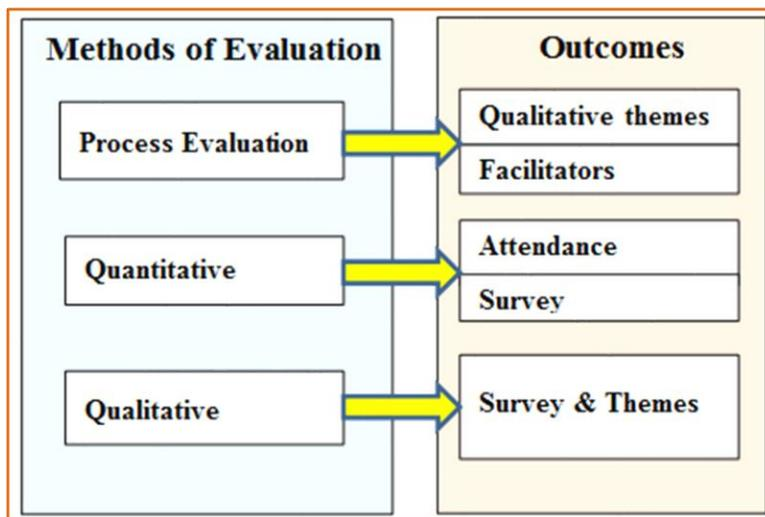 Methods of Evaluation
Process Evaluation
Quantitative
Qualitative
Outcomes
Qualitative themes
Facilitators
Attendance
Survey
Survey & Themes